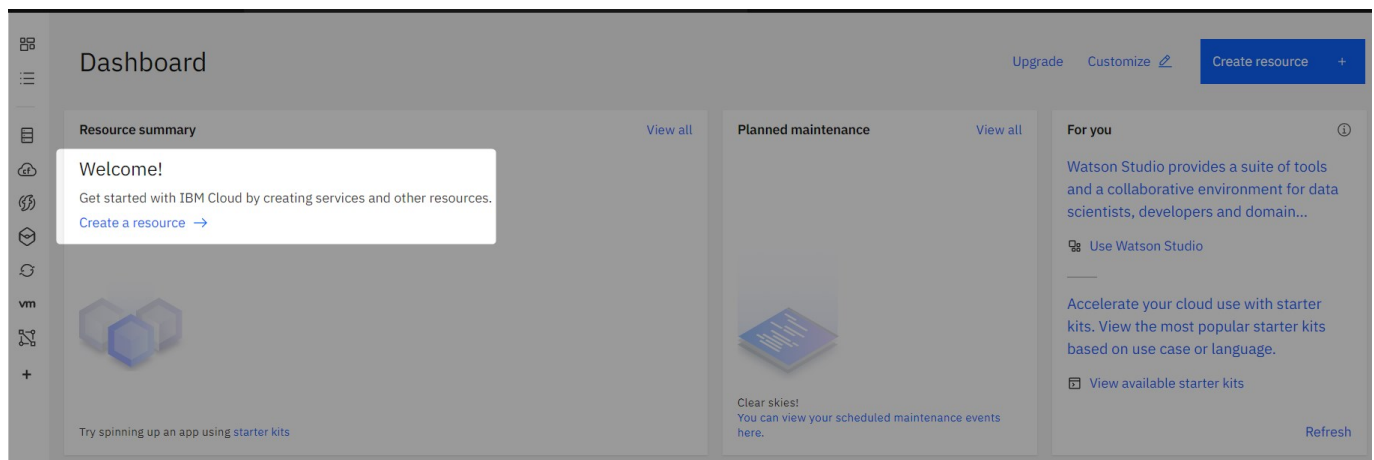 Dashboard
Upgrade
Customize
Create resource +
Resource summary
View all
Welcome!
Get started with IBM Cloud by creating services and other resources.
Create a resource →
Try spinning up an app using starter kits
Planned maintenance
View all
Clear skies!
You can view your scheduled maintenance events
here.
For you
Watson Studio provides a suite of tools
and a collaborative environment for data
scientists, developers and domain...
Use Watson Studio
Accelerate your cloud use with starter
kits. View the most popular starter kits
based on use case or language.
View available starter kits
Refresh
cf
vm
+